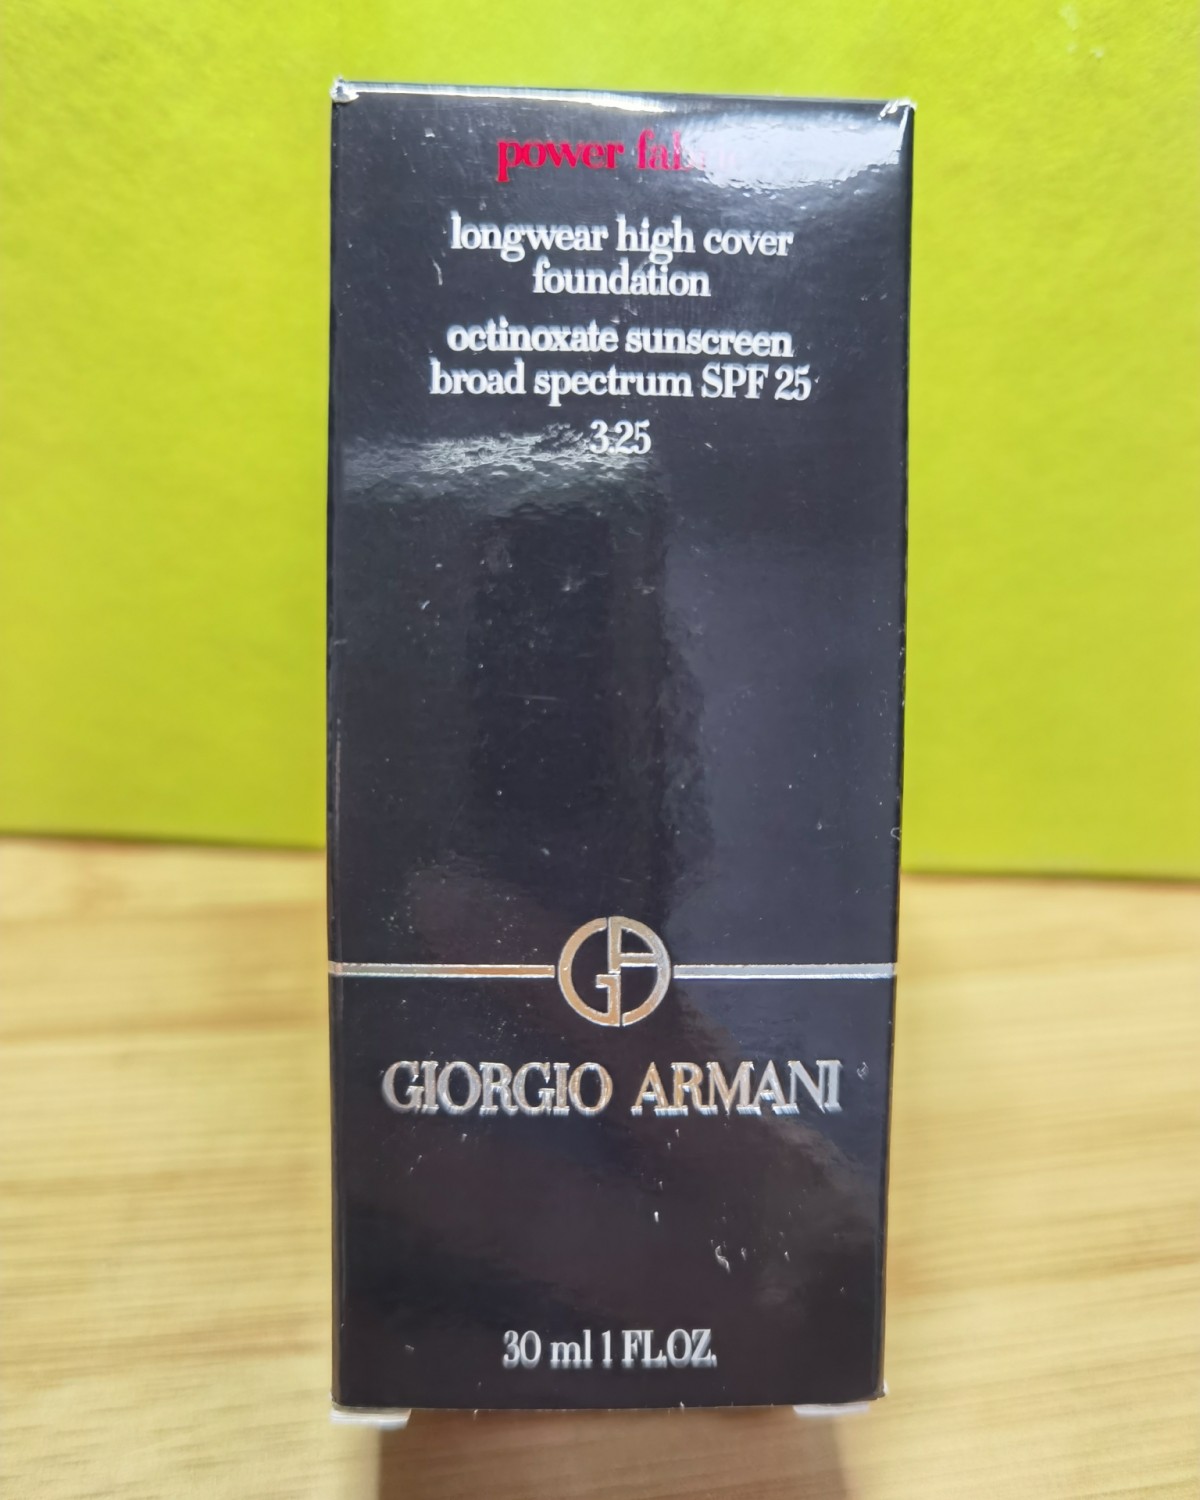 power
longwear high cover
foundation
octinoxate sunscreen
broad spectrum SPF 25
3.25
GA
GIORGIO ARMANI
30 ml 1 FL.OZ.